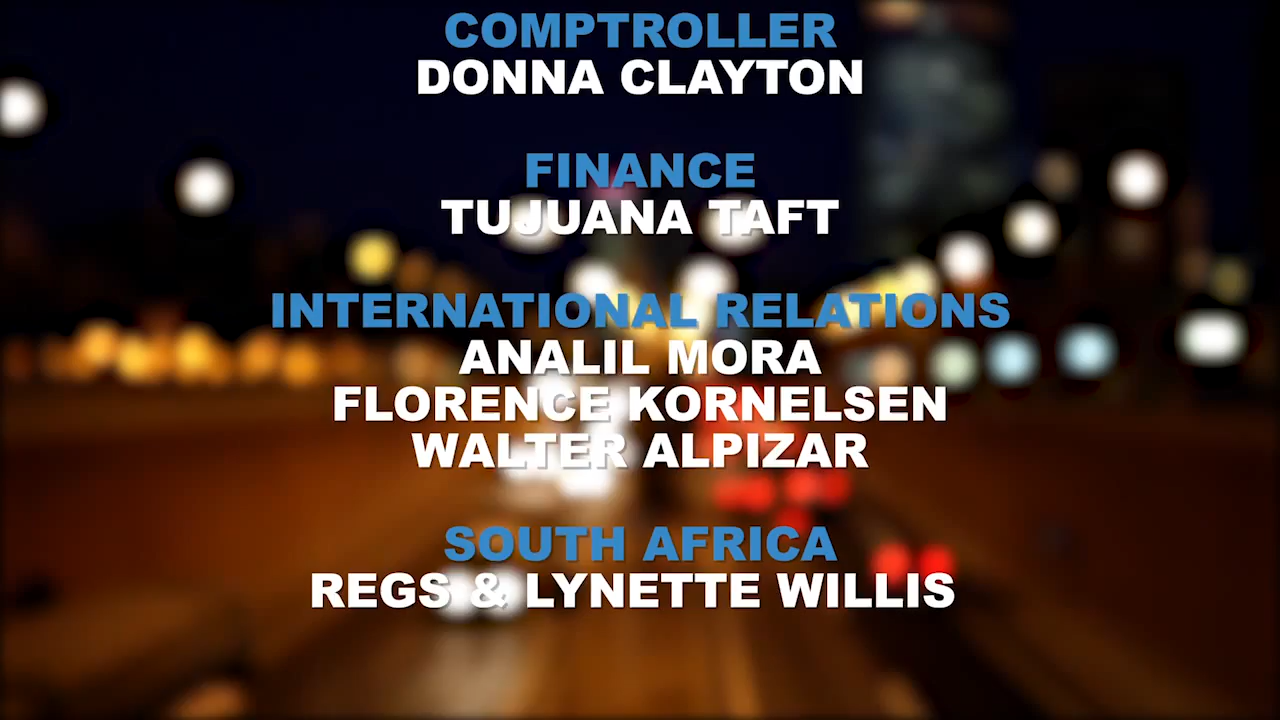 COMPTROLLER
DONNA CLAYTON
FINANCE
TUJUANA TAFT
INTERNATIONAL RELATIONS
ANALIL MORA
FLORENCE KORNELSEN
WALTER ALPIZAR
SOUTH AFRICA
REGS & LYNETTE WILLIS